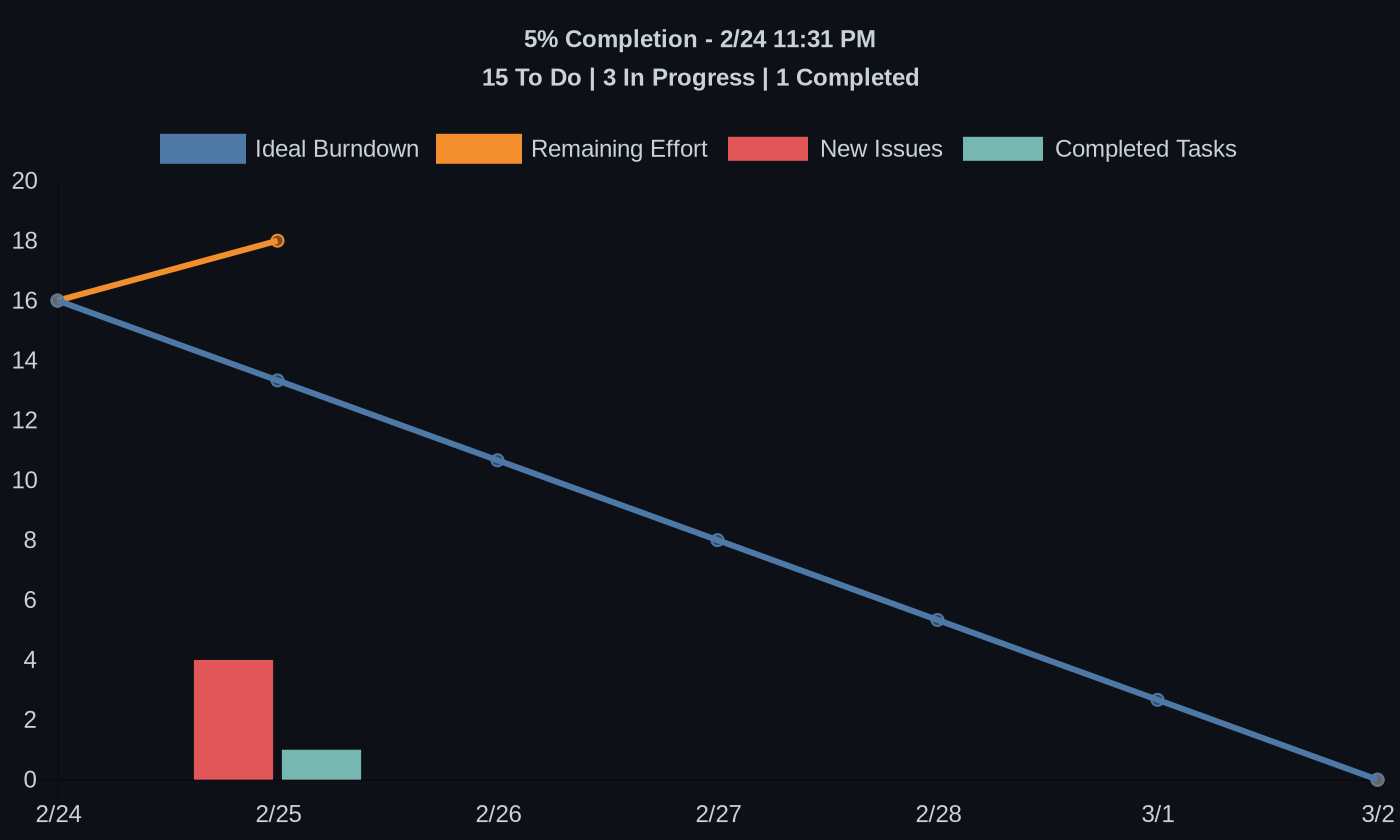 5% Completion - 2/24 11:31 PM
15 To Do | 3 In Progress | 1 Completed
Ideal Burndown Remaining Effort New Issues Completed Tasks
20
18
16
14
12
10
8
6
4
2
0
2/24 2/25 2/26 2/27 2/28 3/1 3/2